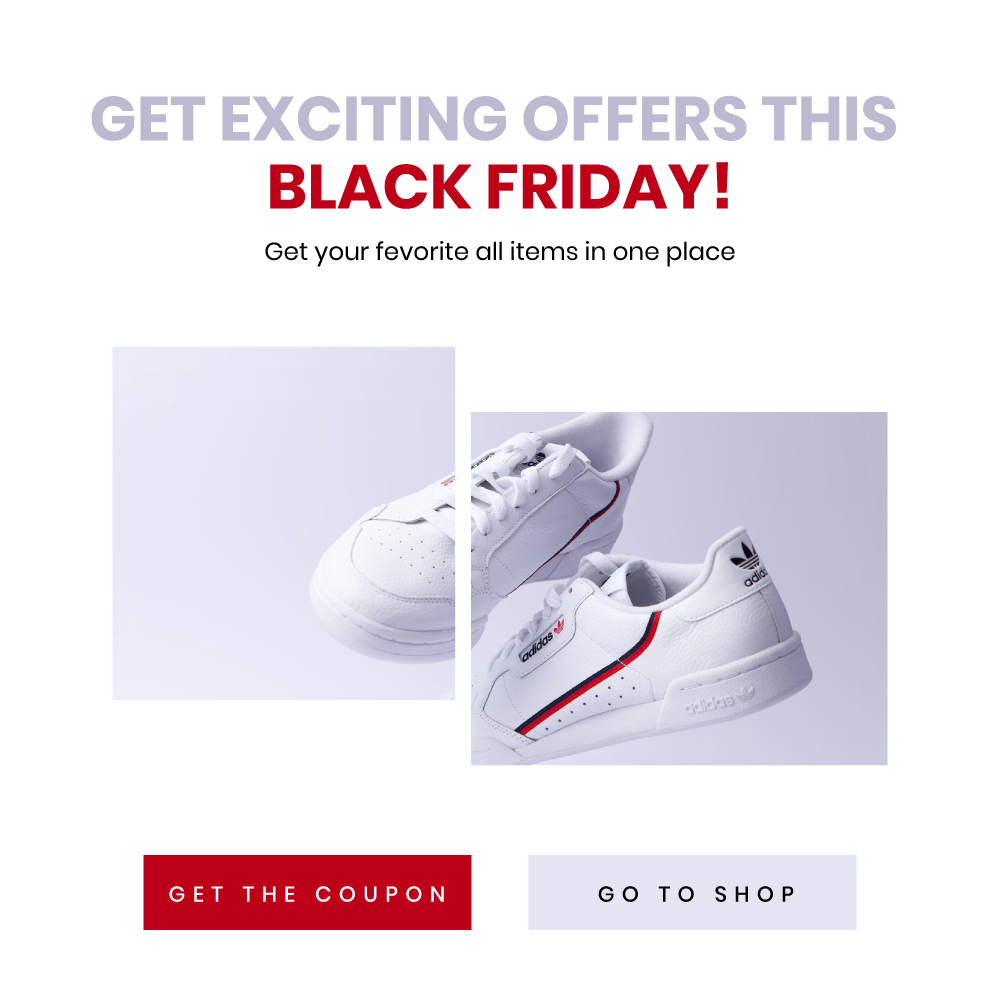 GET EXCITING OFFERS THIS
BLACK FRIDAY!
Get your fevorite all items in one place
adidas
adidas
adidas
GET THE COUPON
GO TO SHOP